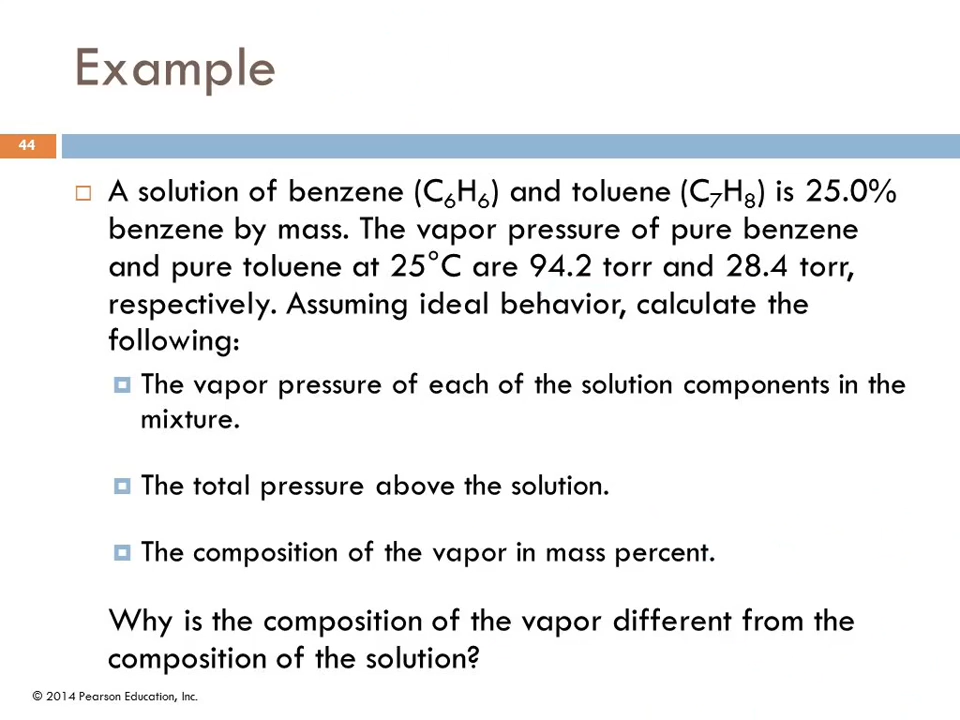 Example
44
A solution of benzene (C₆H₆) and toluene (C₇H₈) is 25.0%
benzene by mass. The vapor pressure of pure benzene
and pure toluene at 25°C are 94.2 torr and 28.4 torr,
respectively. Assuming ideal behavior, calculate the
following:
The vapor pressure of each of the solution components in the
mixture.
The total pressure above the solution.
The composition of the vapor in mass percent.
Why is the composition of the vapor different from the
composition of the solution?
© 2014 Pearson Education, Inc.